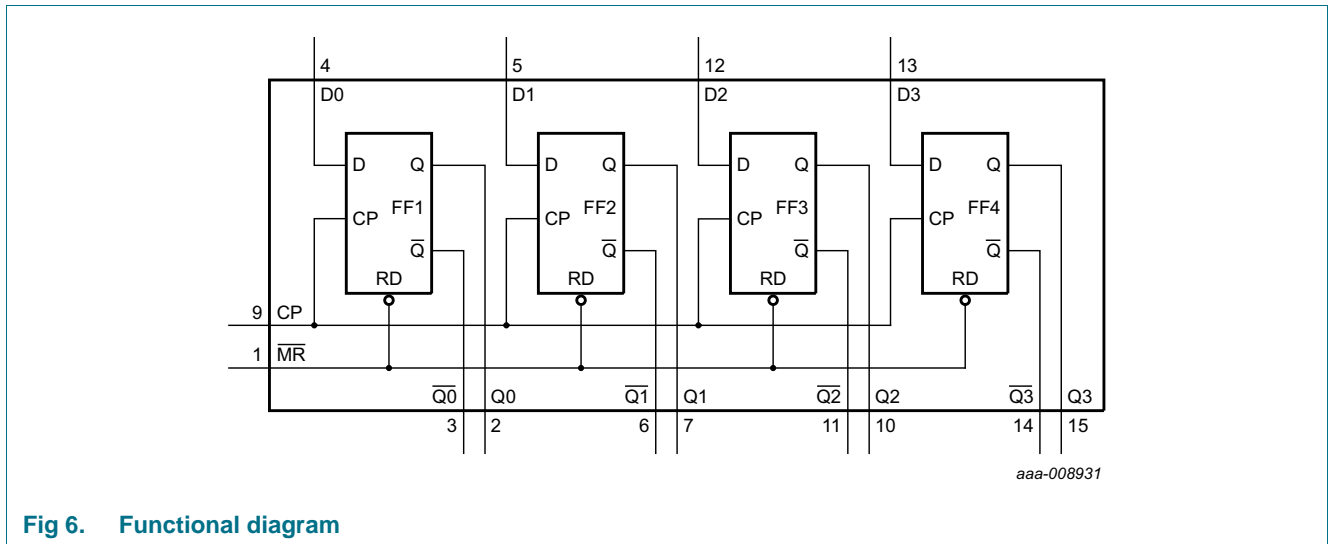 4 5 12 13
D0 D1 D2 D3
D Q D Q D Q D Q
FF1 FF2 FF3 FF4
CP CP CP CP
Q̅ Q̅ Q̅ Q̅
RD RD RD RD
9 CP
1 M̅R̅
Q̅0̅ Q0 Q̅1̅ Q1 Q̅2̅ Q2 Q̅3̅ Q3
3 2 6 7 11 10 14 15
aaa-008931
Fig 6. Functional diagram